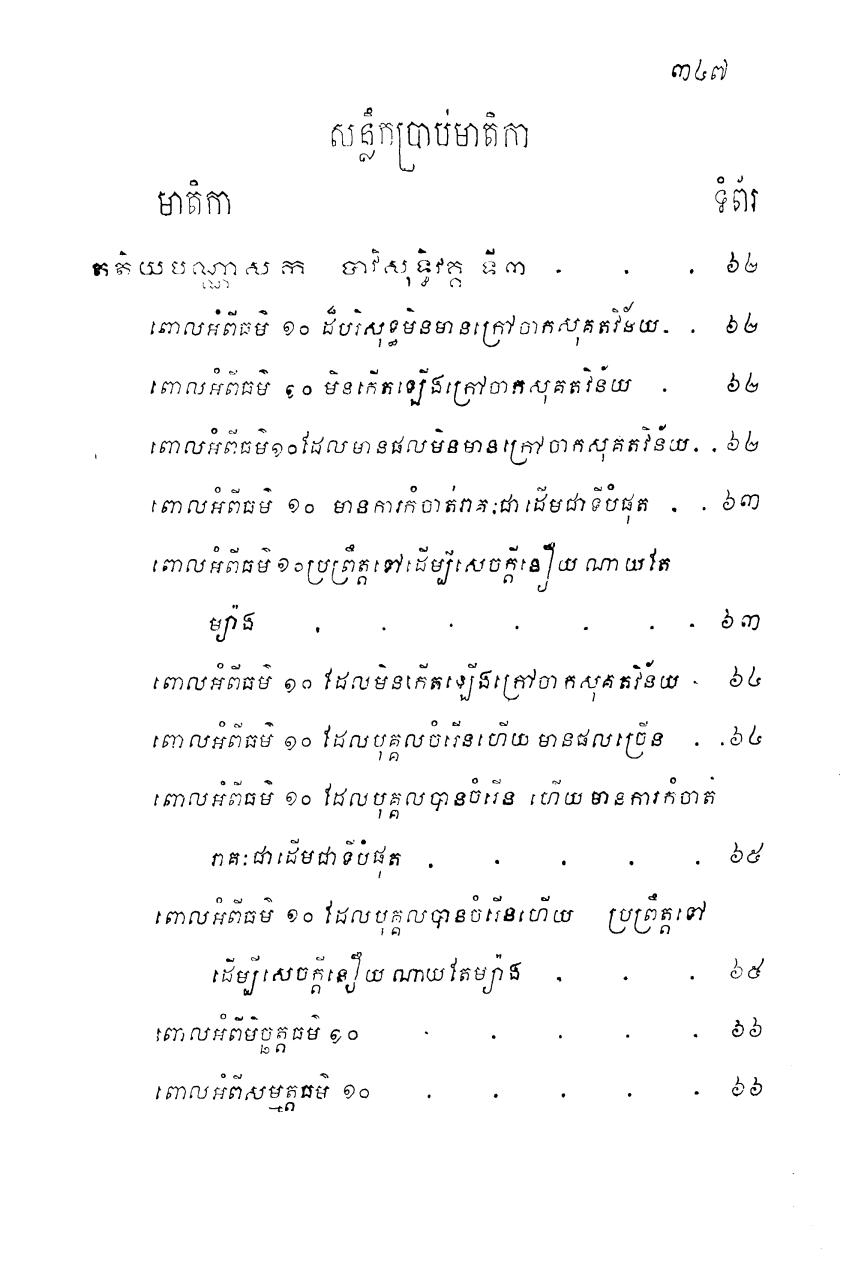 ៣៤៧
សន្លឹកប្រាប់មាតិកា
មាតិកា ទំព័រ
តតិយបណ្ណាសកា បារិសុទ្ធិវគ្គ ទី៣ . . . ៦២
ពោលអំពីធម៌ ១០ ដ៏បរិសុទ្ធមិនមានក្រៅចាកសុគតវិន័យ. . ៦២
ពោលអំពីធម៌ ១០ មិនកើតឡើងក្រៅចាកសុគតវិន័យ . ៦២
ពោលអំពីធម៌១០ដែលមានផលមិនមានក្រៅចាកសុគតវិន័យ. . ៦២
ពោលអំពីធម៌ ១០ មានការកំចាត់រាគៈជាដើមជាទីបំផុត . . ៦៣
ពោលអំពីធម៌១០ប្រព្រឹត្តទៅដើម្បីសេចក្តីនឿយណាយតែ
ម្យ៉ាង . . . . . . . ៦៣
ពោលអំពីធម៌ ១០ ដែលមិនកើតឡើងក្រៅចាកសុគតវិន័យ . ៦៤
ពោលអំពីធម៌ ១០ ដែលបុគ្គលចំរើនហើយ មានផលច្រើន . . ៦៤
ពោលអំពីធម៌ ១០ ដែលបុគ្គលបានចំរើន ហើយ មានការកំចាត់
រាគៈជាដើមជាទីបំផុត . . . . . ៦៥
ពោលអំពីធម៌ ១០ ដែលបុគ្គលបានចំរើនហើយ ប្រព្រឹត្តទៅ
ដើម្បីសេចក្តីនឿយណាយតែម្យ៉ាង . . . ៦៥
ពោលអំពីមិច្ឆត្តធម៌ ១០ . . . . . ៦៦
ពោលអំពីសម្មត្តធម៌ ១០ . . . . . ៦៦